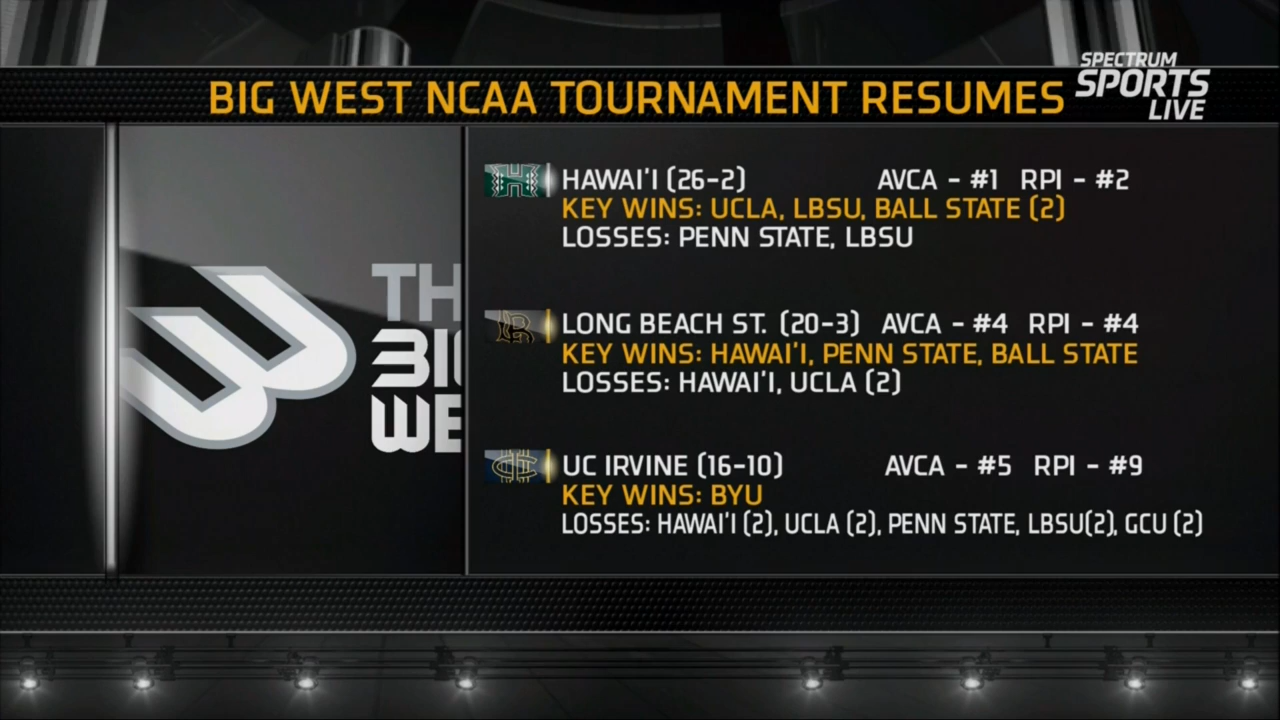 SPECTRUM
SPORTS
LIVE
BIG WEST NCAA TOURNAMENT RESUMES
HAWAI'I (26-2) AVCA - #1 RPI - #2
KEY WINS: UCLA, LBSU, BALL STATE (2)
LOSSES: PENN STATE, LBSU
LONG BEACH ST. (20-3) AVCA - #4 RPI - #4
KEY WINS: HAWAI'I, PENN STATE, BALL STATE
LOSSES: HAWAI'I, UCLA (2)
UC IRVINE (16-10) AVCA - #5 RPI - #9
KEY WINS: BYU
LOSSES: HAWAI'I (2), UCLA (2), PENN STATE, LBSU(2), GCU (2)